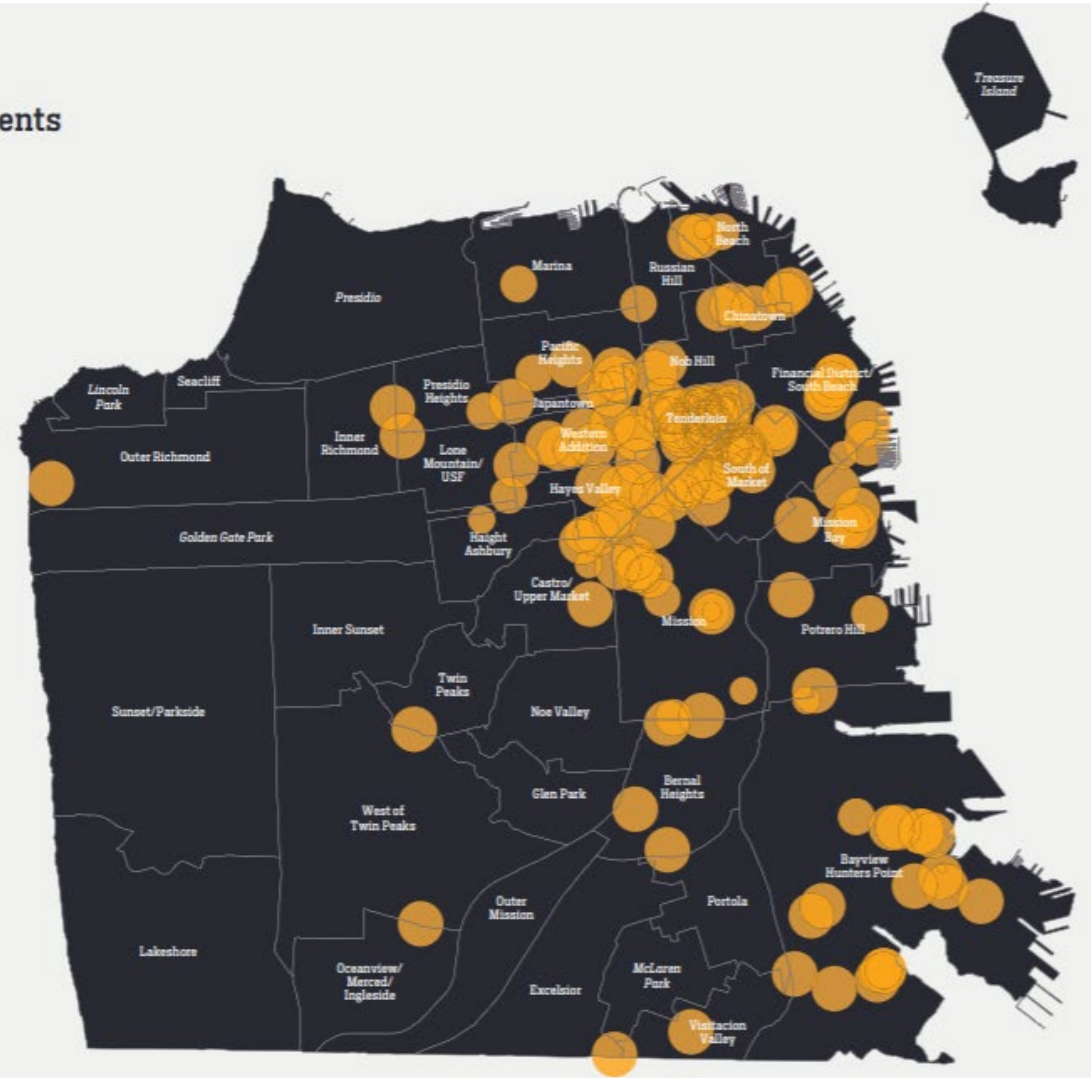 ents
Treasure
Island
North
Beach
Marina
Russian
Hill
Presidio
Chinatown
Pacific
Heights
Nob Hill
Financial District/
South Beach
Seacliff
Lincoln
Park
Presidio
Heights
Japantown
Tenderloin
Inner
Richmond
Western
Addition
Outer Richmond
Lone
Mountain/
USF
South of
Market
Hayes Valley
Mission
Bay
Golden Gate Park
Haight
Ashbury
Castro/
Upper Market
Mission
Potrero Hill
Inner Sunset
Twin
Peaks
Sunset/Parkside
Noe Valley
Bernal
Heights
Glen Park
West of
Twin Peaks
Bayview
Hunters Point
Outer
Mission
Portola
Lakeshore
Oceanview/
Merced/
Ingleside
McLaren
Park
Excelsior
Visitacion
Valley